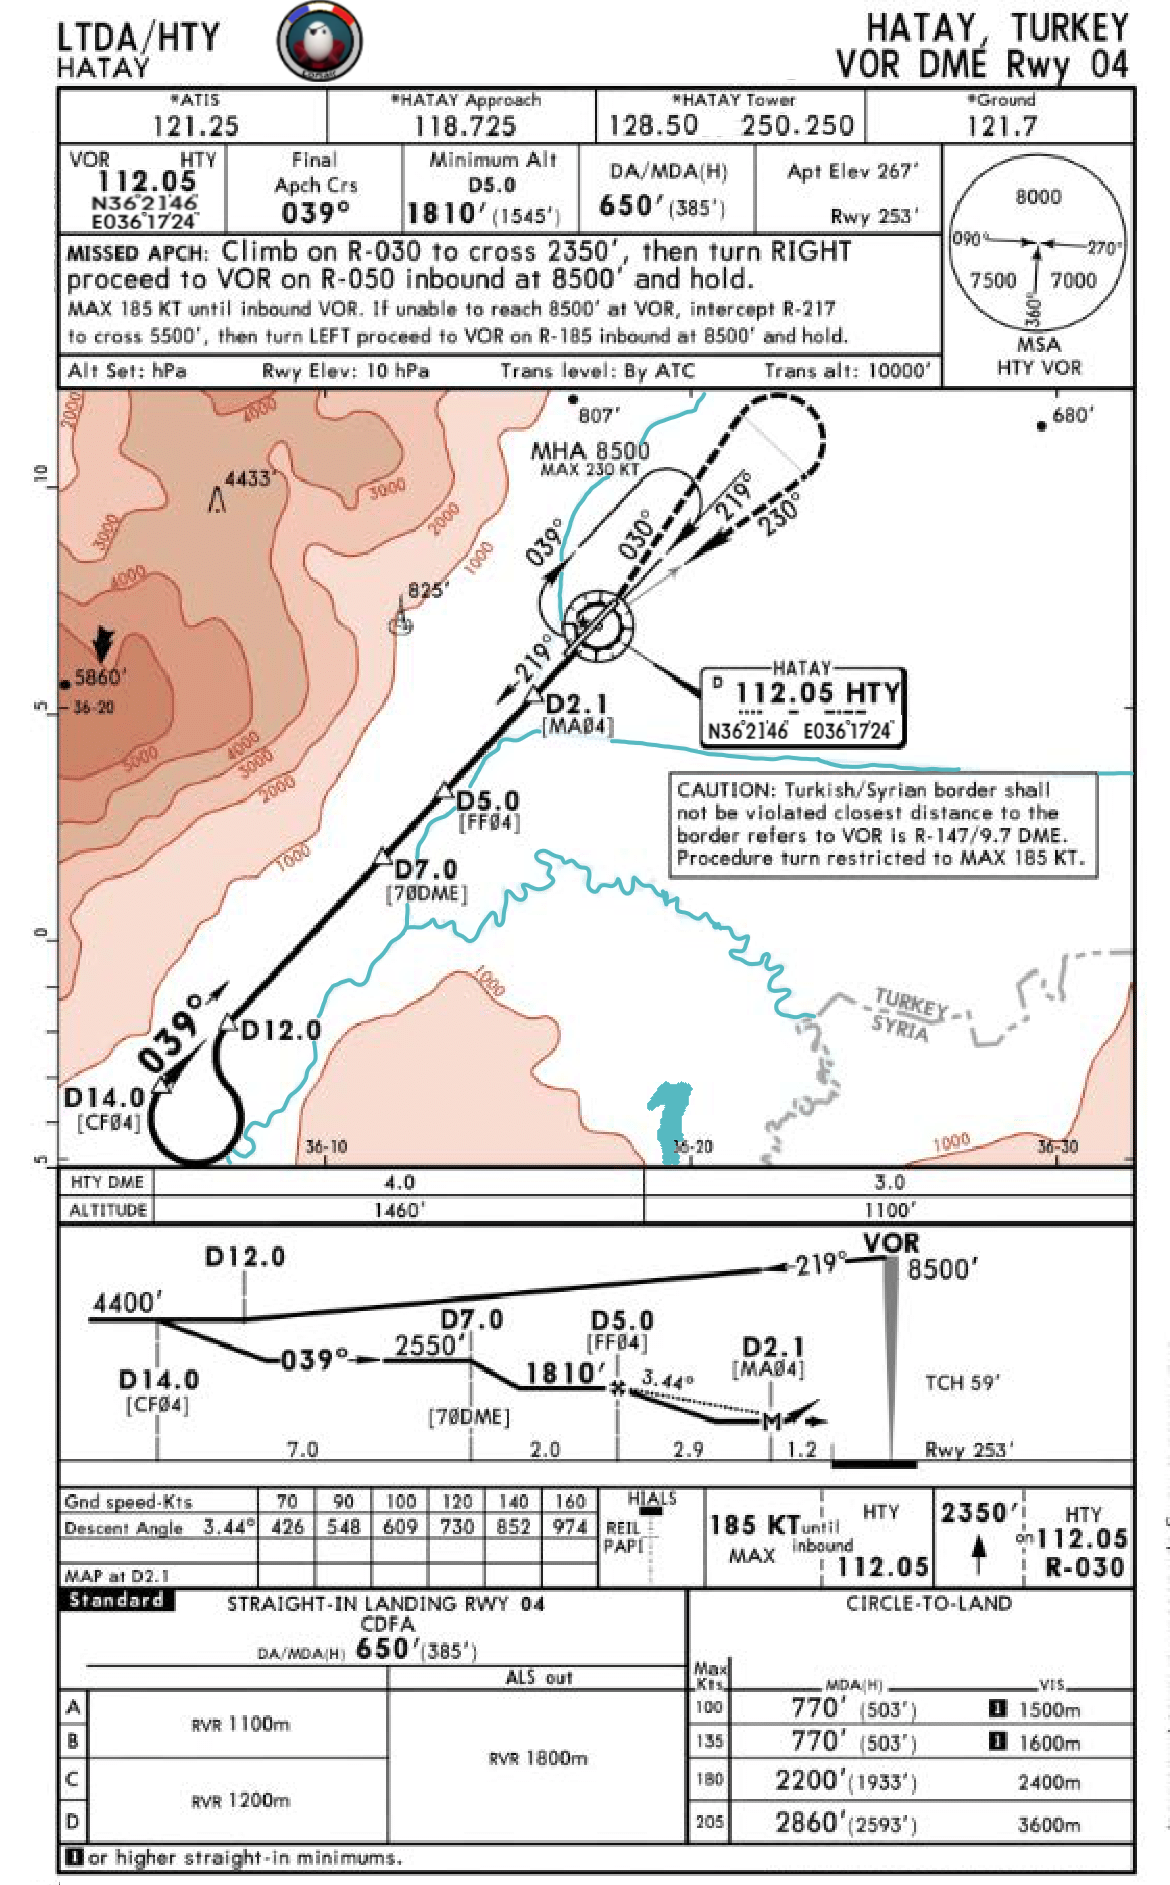 LTDA/HTY
HATAY
HATAY, TURKEY
VOR DME Rwy 04
*ATIS
121.25
*HATAY Approach
118.725
*HATAY Tower
128.50 250.250
*Ground
121.7
VOR HTY
112.05
N36°21'46"
E036°17'24"
Final
Apch Crs
039°
Minimum Alt
D5.0
1810' (1545')
DA/MDA(H)
650' (385')
Apt Elev 267'
Rwy 253'
8000
090°
270°
7500 7000
360°
MSA
HTY VOR
MISSED APCH: Climb on R-030 to cross 2350', then turn RIGHT
proceed to VOR on R-050 inbound at 8500' and hold.
MAX 185 KT until inbound VOR. If unable to reach 8500' at VOR, intercept R-217
to cross 5500', then turn LEFT proceed to VOR on R-185 inbound at 8500' and hold.
Alt Set: hPa Rwy Elev: 10 hPa Trans level: By ATC Trans alt: 10000'
2000
4000
807'
680'
MHA 8500
MAX 230 KT
10
4433'
3000
3000
2000
219°
230°
030°
039°
1000
4000
825'
219°
5860'
36-20
5
HATAY
D 112.05 HTY
N36°21'46" E036°17'24"
D2.1
[MA04]
5000
4000
3000
2000
D5.0
[FF04]
CAUTION: Turkish/Syrian border shall
not be violated closest distance to the
border refers to VOR is R-147/9.7 DME.
Procedure turn restricted to MAX 185 KT.
1000
D7.0
[70DME]
0
1000
TURKEY
SYRIA
039°
D12.0
D14.0
[CF04]
5
36-10
36-20
1000
36-30
HTY DME 4.0 3.0
ALTITUDE 1460' 1100'
VOR
D12.0
219°
8500'
4400'
D7.0
D5.0
[FF04]
2550'
039°
D2.1
[MA04]
1810'
3.44°
D14.0
[CF04]
TCH 59'
[70DME]
M
7.0 2.0 2.9 1.2
Rwy 253'
Gnd speed-Kts 70 90 100 120 140 160
Descent Angle 3.44° 426 548 609 730 852 974
MAP at D2.1
HIALS
REIL
PAPI
185 KT until
MAX inbound
HTY
112.05
2350'
on
HTY
112.05
R-030
Standard
STRAIGHT-IN LANDING RWY 04
CDFA
DA/MDA(H) 650' (385')
ALS out
CIRCLE-TO-LAND
Max
Kts
MDA(H) VIS
A
B
C
D
RVR 1100m
RVR 1200m
RVR 1800m
100 770' (503') 1 1500m
135 770' (503') 1 1600m
180 2200' (1933') 2400m
205 2860' (2593') 3600m
1 or higher straight-in minimums.